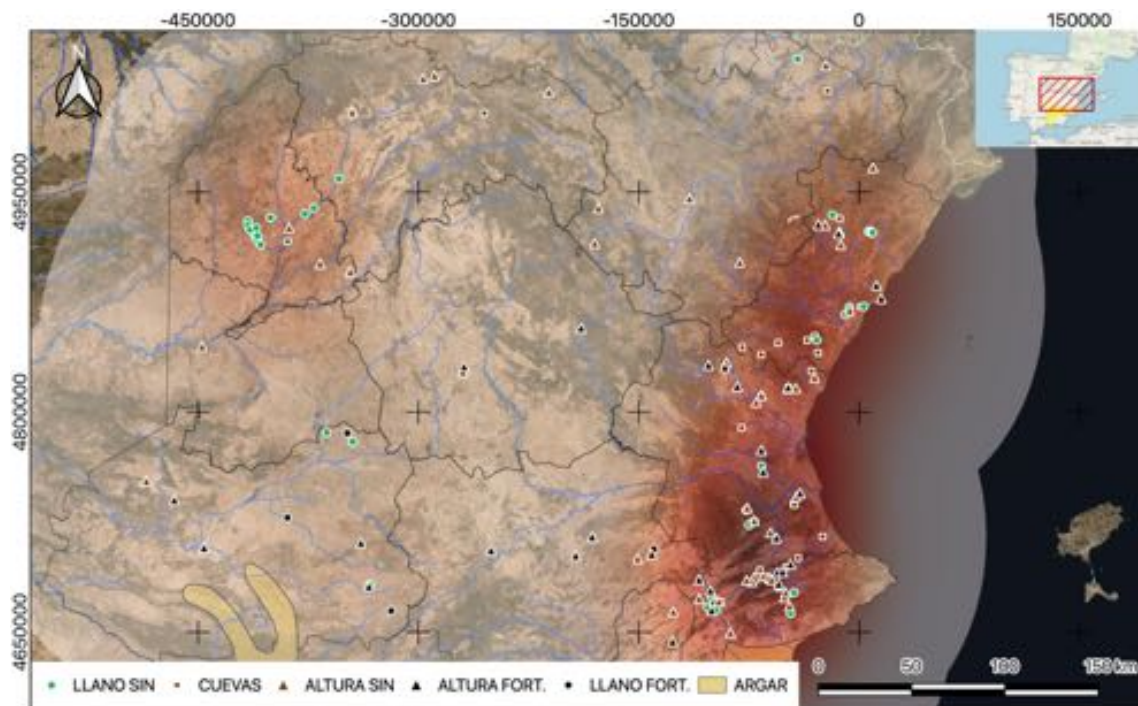 -450000 -300000 -150000 0 150000
N
4950000
4800000
4650000
LLANO SIN CUEVAS ALTURA SIN ALTURA FORT. LLANO FORT. ARGAR
0 50 100 150 km